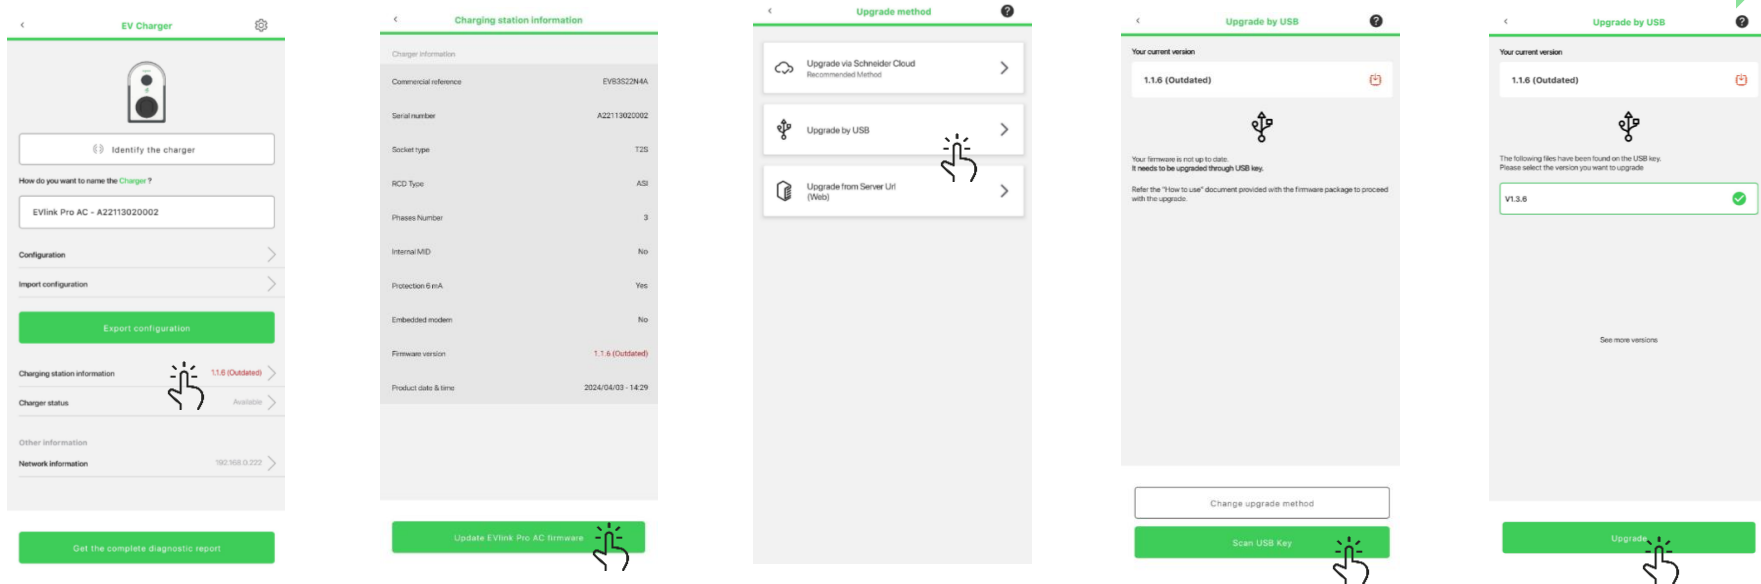 EV Charger
Identify the charger
How do you want to name the Charger ?
EVlink Pro AC - A22113020002
Configuration
Import configuration
Export configuration
Charging station information 1.1.6 (Outdated)
Charger status Available
Other information
Network information 192.168.0.222
Get the complete diagnostic report
Charging station information
Charger information
Commercial reference EVB3S22N4A
Serial number A22113020002
Socket type T2S
RCD Type ASI
Phases Number 3
Internal MID No
Protection 6 mA Yes
Embedded modem No
Firmware version 1.1.6 (Outdated)
Product date & time 2024/04/03 - 14:29
Update EVlink Pro AC firmware
Upgrade method
?
Upgrade via Schneider Cloud
Recommended Method
Upgrade by USB
Upgrade from Server Url
(Web)
Upgrade by USB
?
Your current version
1.1.6 (Outdated)
Your firmware is not up to date.
It needs to be upgraded through USB key.
Refer the "How to use" document provided with the firmware package to proceed
with the upgrade.
Change upgrade method
Scan USB Key
Upgrade by USB
?
Your current version
1.1.6 (Outdated)
The following files have been found on the USB key.
Please select the version you want to upgrade
V1.3.6
See more versions
Upgrade